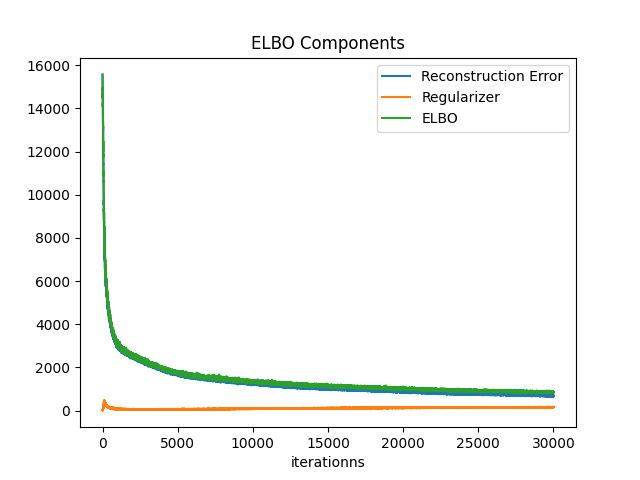 ELBO Components
16000
14000
12000
10000
8000
6000
4000
2000
0
Reconstruction Error
Regularizer
ELBO
0 5000 10000 15000 20000 25000 30000
iterationns